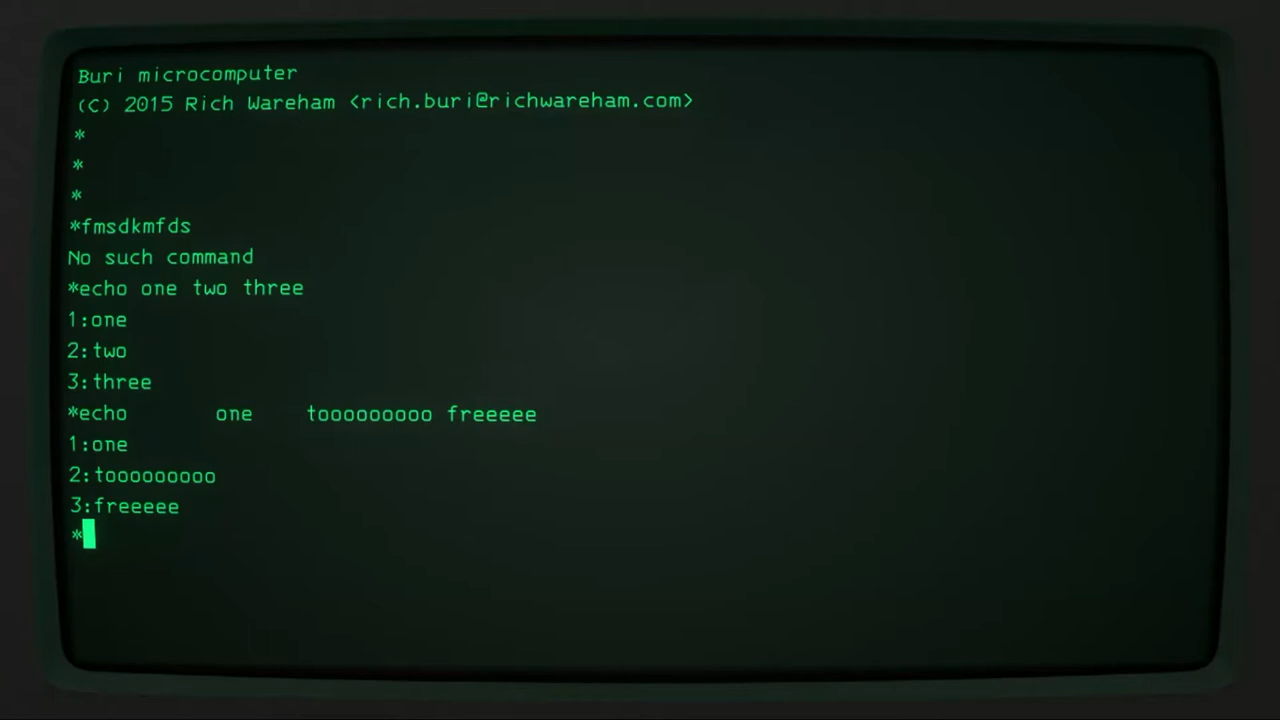 Buri microcomputer
(C) 2015 Rich Wareham <rich.buri@richwareham.com>
*
*
*
*fmsdkmfds
No such command
*echo one two three
1:one
2:two
3:three
*echo       one    tooooooooo freeeee
1:one
2:tooooooooo
3:freeeee
*